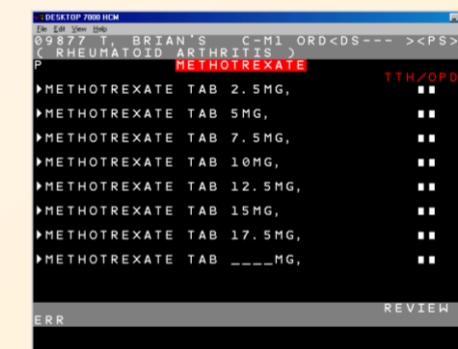 DESKTOP 7000 HCM
File Edit View Help
09877 T, BRIAN'S C-M1 ORD<DS--- ><PS>
( RHEUMATOID ARTHRITIS )
P METHOTREXATE
TTH/OPD
METHOTREXATE TAB 2.5MG,
METHOTREXATE TAB 5MG,
METHOTREXATE TAB 7.5MG,
METHOTREXATE TAB 10MG,
METHOTREXATE TAB 12.5MG,
METHOTREXATE TAB 15MG,
METHOTREXATE TAB 17.5MG,
METHOTREXATE TAB ____MG,
REVIEW
ERR